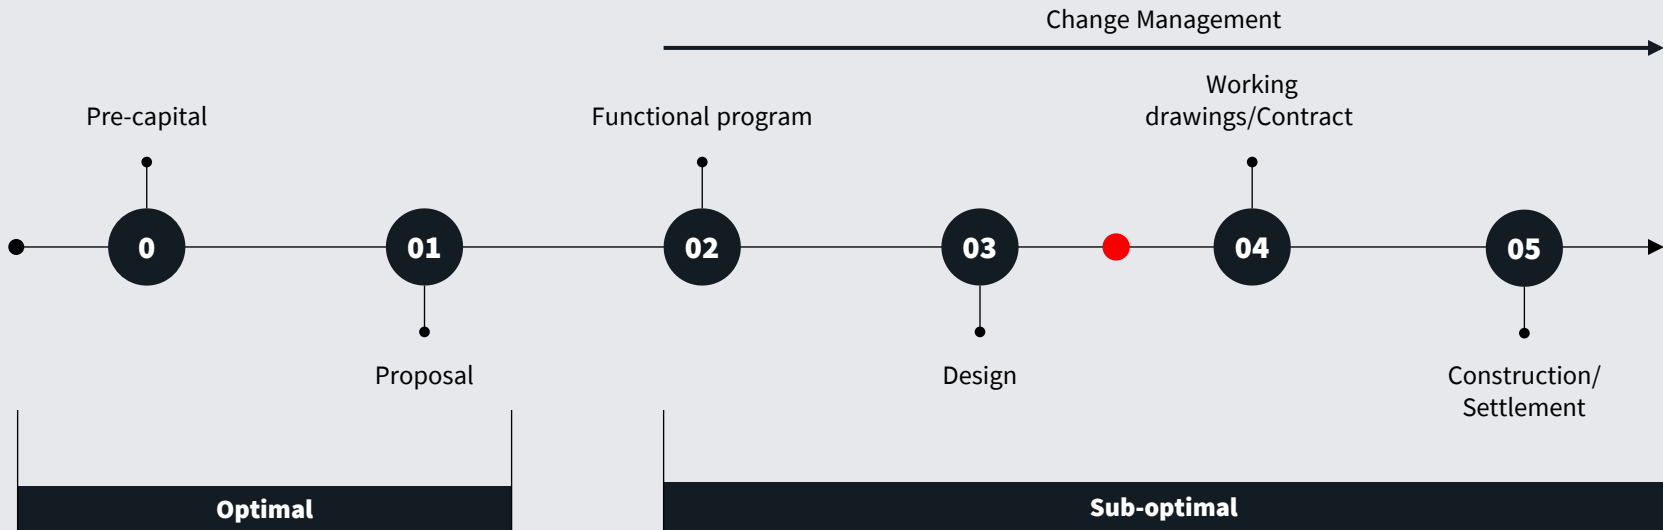 Change Management
Pre-capital
Functional program
Working
drawings/Contract
0
01
02
03
04
05
Proposal
Design
Construction/
Settlement
Optimal
Sub-optimal